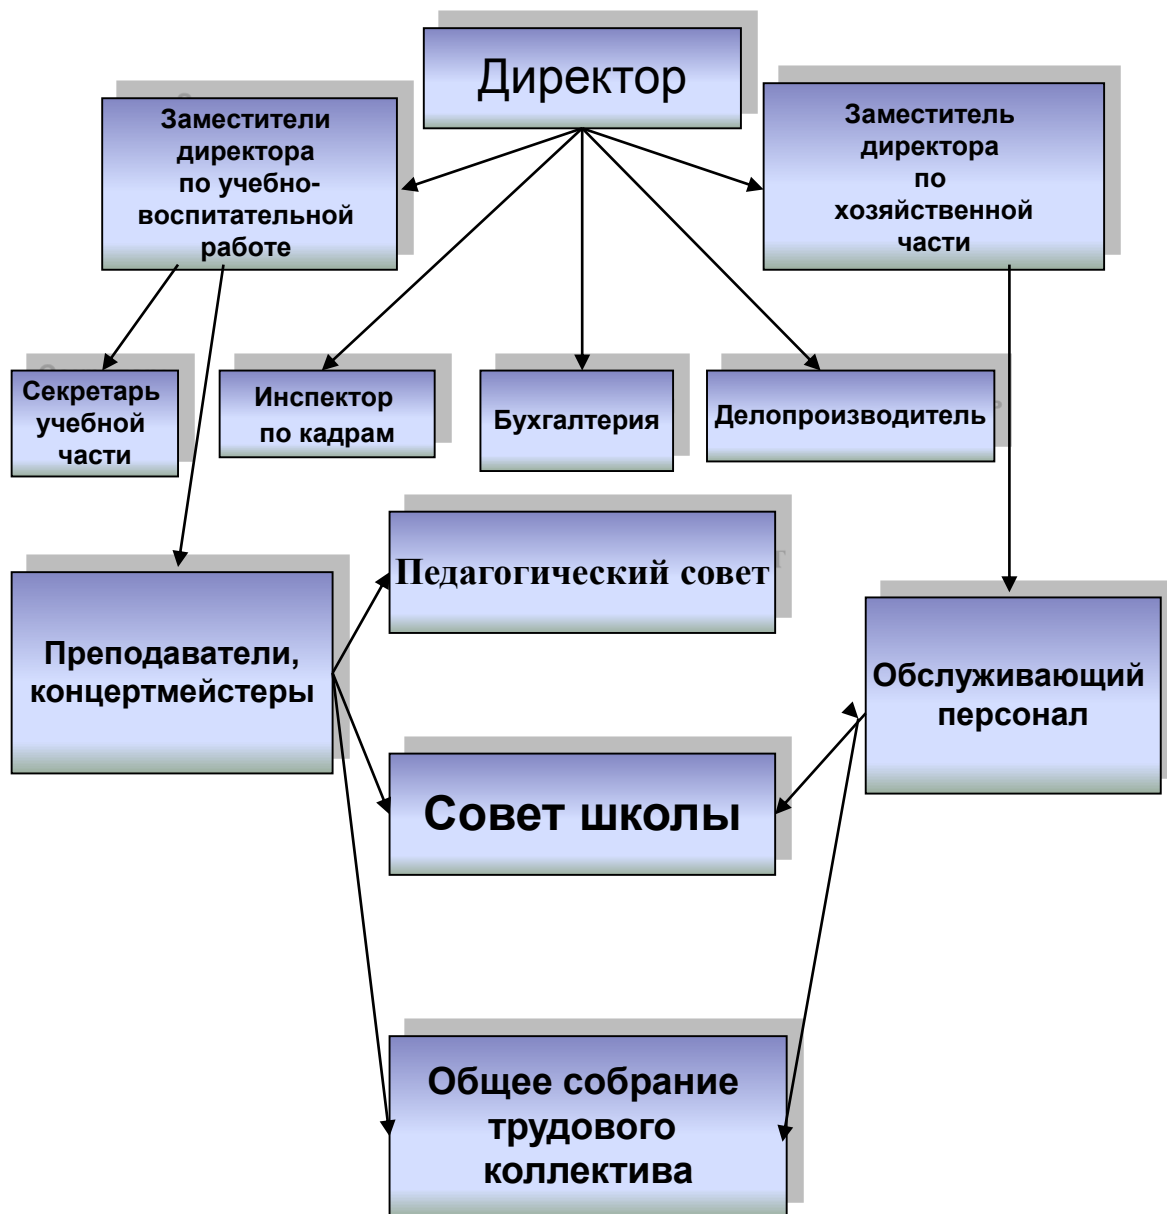 Директор
Заместители
директора
по учебно-
воспитательной
работе
Заместитель
директора
по
хозяйственной
части
Секретарь
учебной
части
Инспектор
по кадрам
Бухгалтерия
Делопроизводитель
Педагогический совет
Преподаватели,
концертмейстеры
Обслуживающий
персонал
Совет школы
Общее собрание
трудового
коллектива